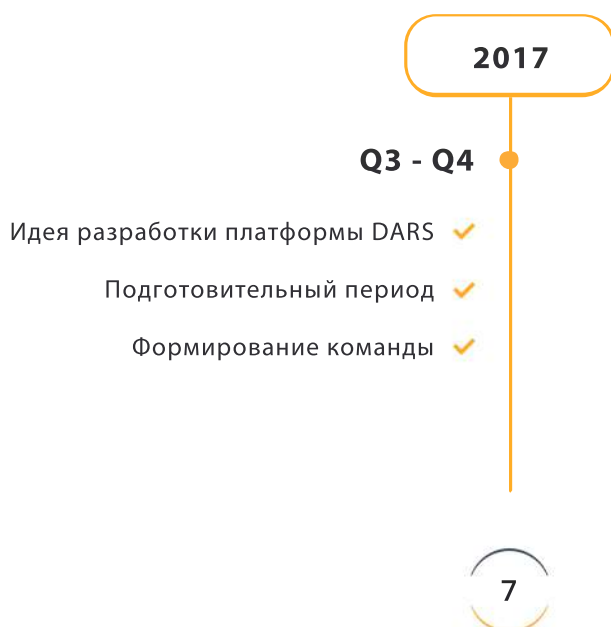 2017
Q3 - Q4
Идея разработки платформы DARS
Подготовительный период
Формирование команды
7